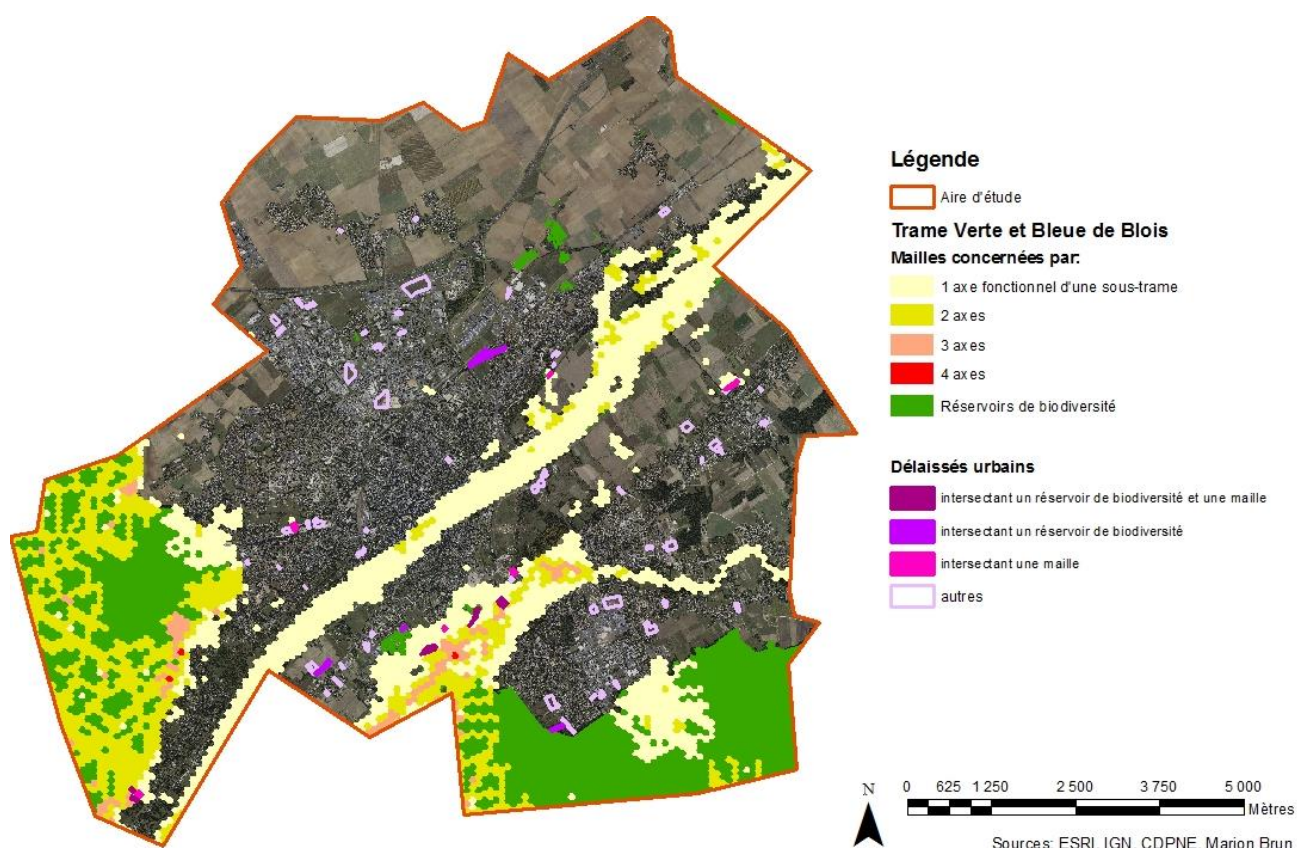 Légende
Aire d'étude
Trame Verte et Bleue de Blois
Mailles concernées par:
1 axe fonctionnel d'une sous-trame
2 axes
3 axes
4 axes
Réservoirs de biodiversité
Délaissés urbains
intersectant un réservoir de biodiversité et une maille
intersectant un réservoir de biodiversité
intersectant une maille
autres
N
0 625 1 250 2 500 3 750 5 000
Mètres
Sources: ESRI, IGN, CDPNE, Marion Brun